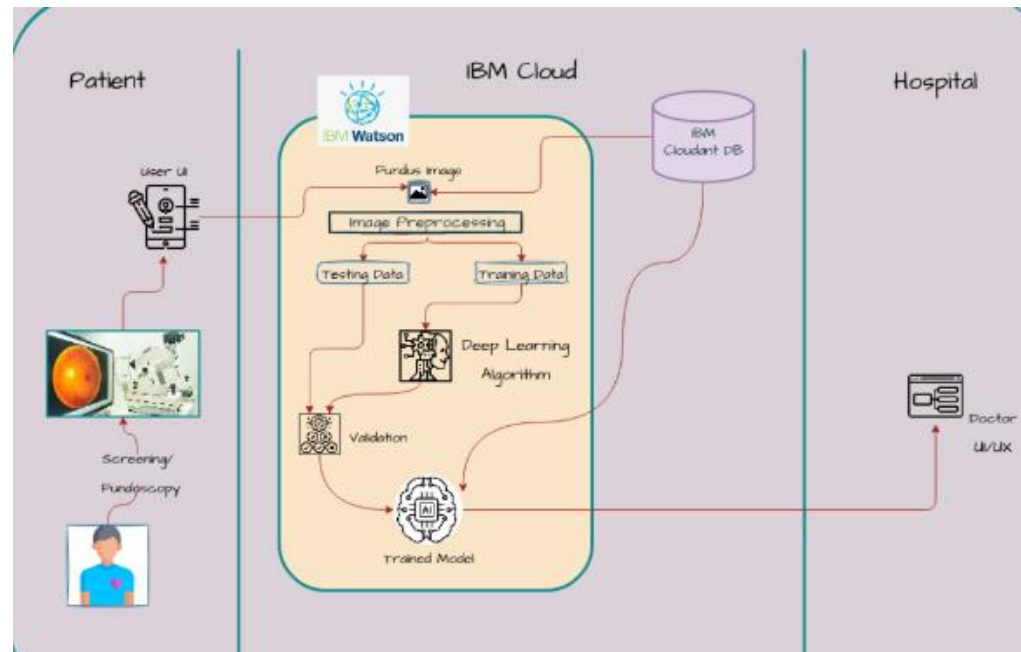 Patient
IBM Cloud
Hospital
IBM Watson
IBM
Cloudant DB
User UI
Fundus Image
Image Preprocessing
Testing Data
Training Data
Deep Learning
Algorithm
Validation
Doctor
UI/UX
Screening/
Fundoscopy
AI
Trained Model